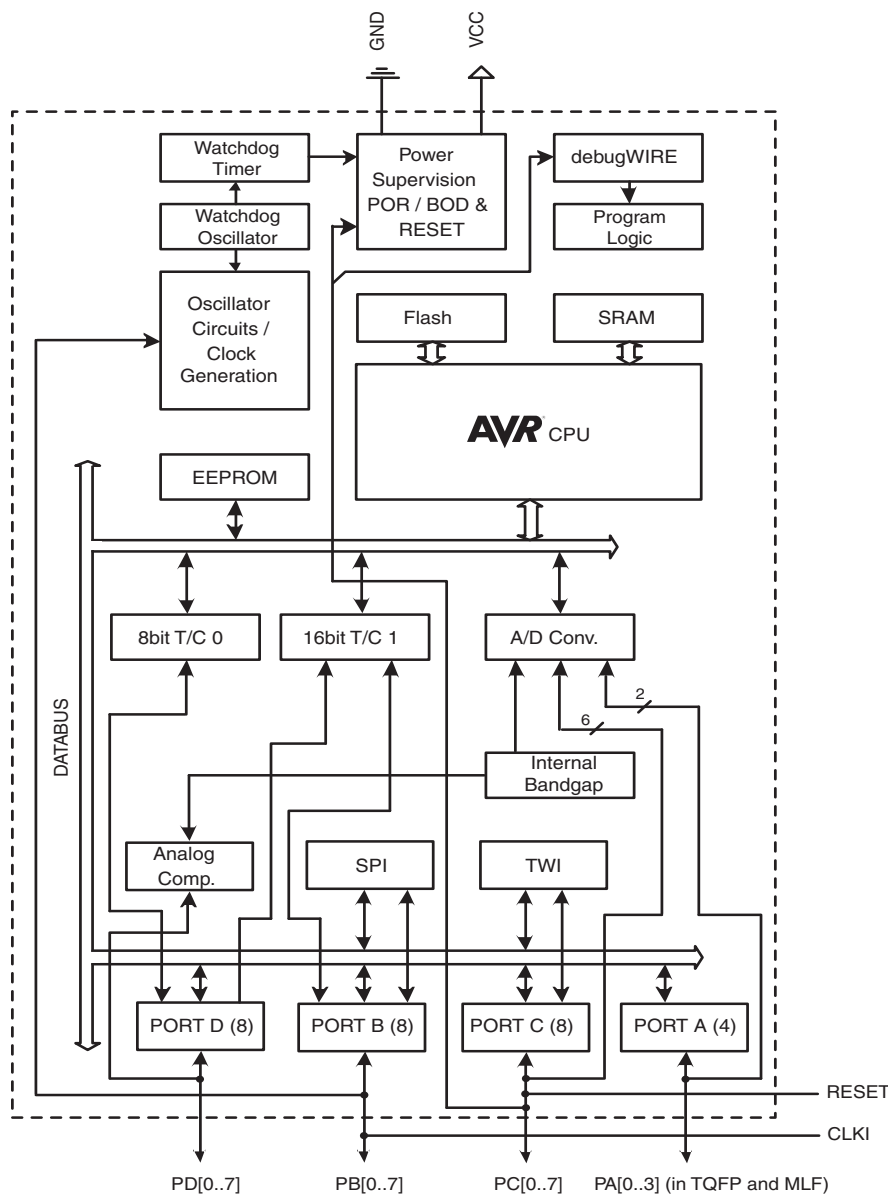 GND
VCC
Watchdog
Timer
Power
Supervision
POR / BOD &
RESET
debugWIRE
Watchdog
Oscillator
Program
Logic
Oscillator
Circuits /
Clock
Generation
Flash
SRAM
AVR CPU
EEPROM
8bit T/C 0
16bit T/C 1
A/D Conv.
DATABUS
2
6
Internal
Bandgap
Analog
Comp.
SPI
TWI
PORT D (8)
PORT B (8)
PORT C (8)
PORT A (4)
RESET
CLKI
PD[0..7]
PB[0..7]
PC[0..7]
PA[0..3] (in TQFP and MLF)